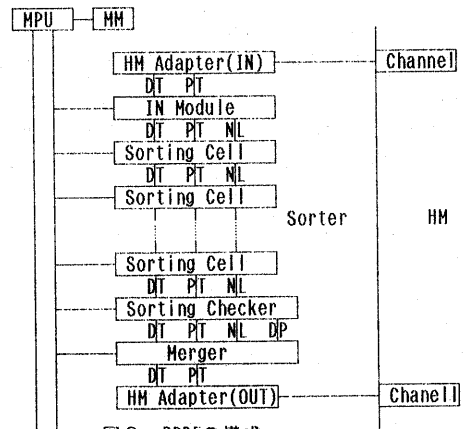 MPU MM
HM Adapter(IN) Channel
DT PT
IN Module
DT PT NL
Sorting Cell
DT PT NL
Sorting Cell
Sorter HM
Sorting Cell
DT PT NL
Sorting Checker
DT PT NL DP
Merger
DT PT
HM Adapter(OUT) Chanell